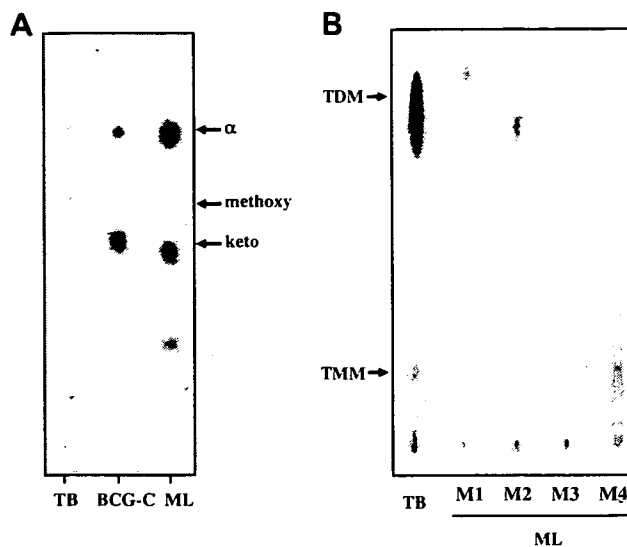 A
α
methoxy
keto
TB BCG-C ML
B
TDM
TMM
TB M1 M2 M3 M4
ML